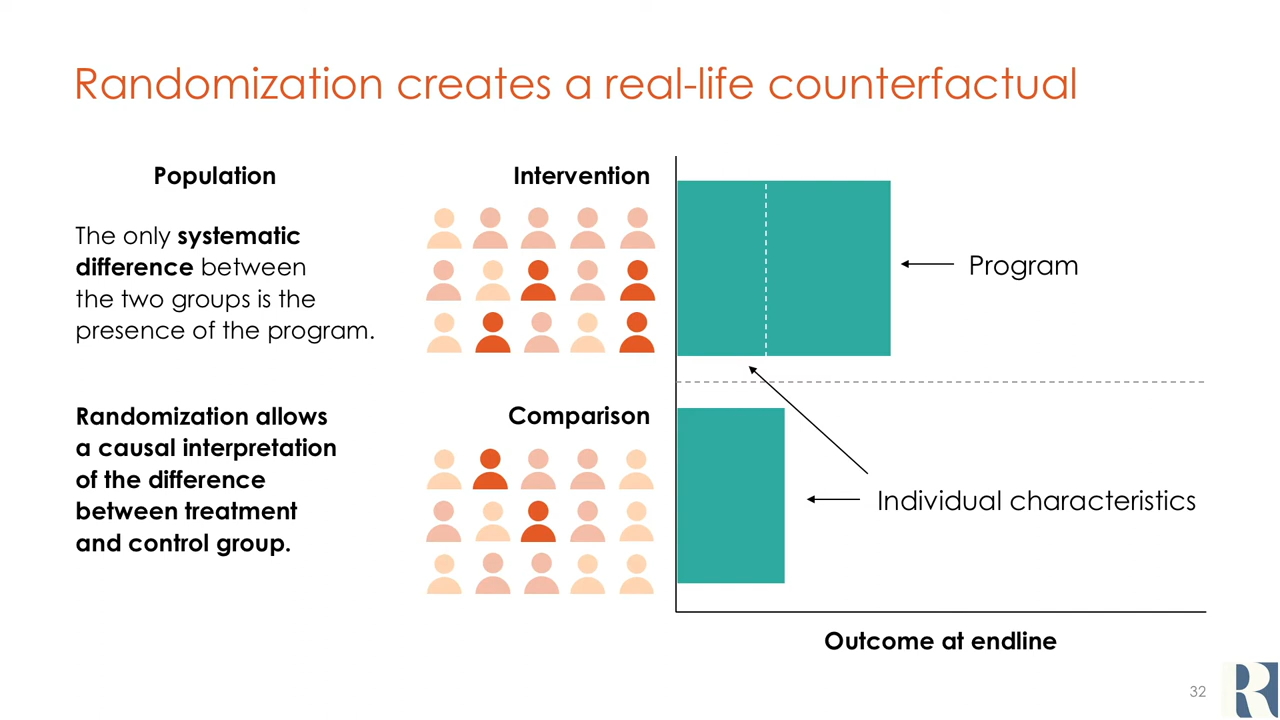 Randomization creates a real-life counterfactual
Population
The only systematic
difference between
the two groups is the
presence of the program.
Randomization allows
a causal interpretation
of the difference
between treatment
and control group.
Intervention
Comparison
Program
Individual characteristics
Outcome at endline
32
R